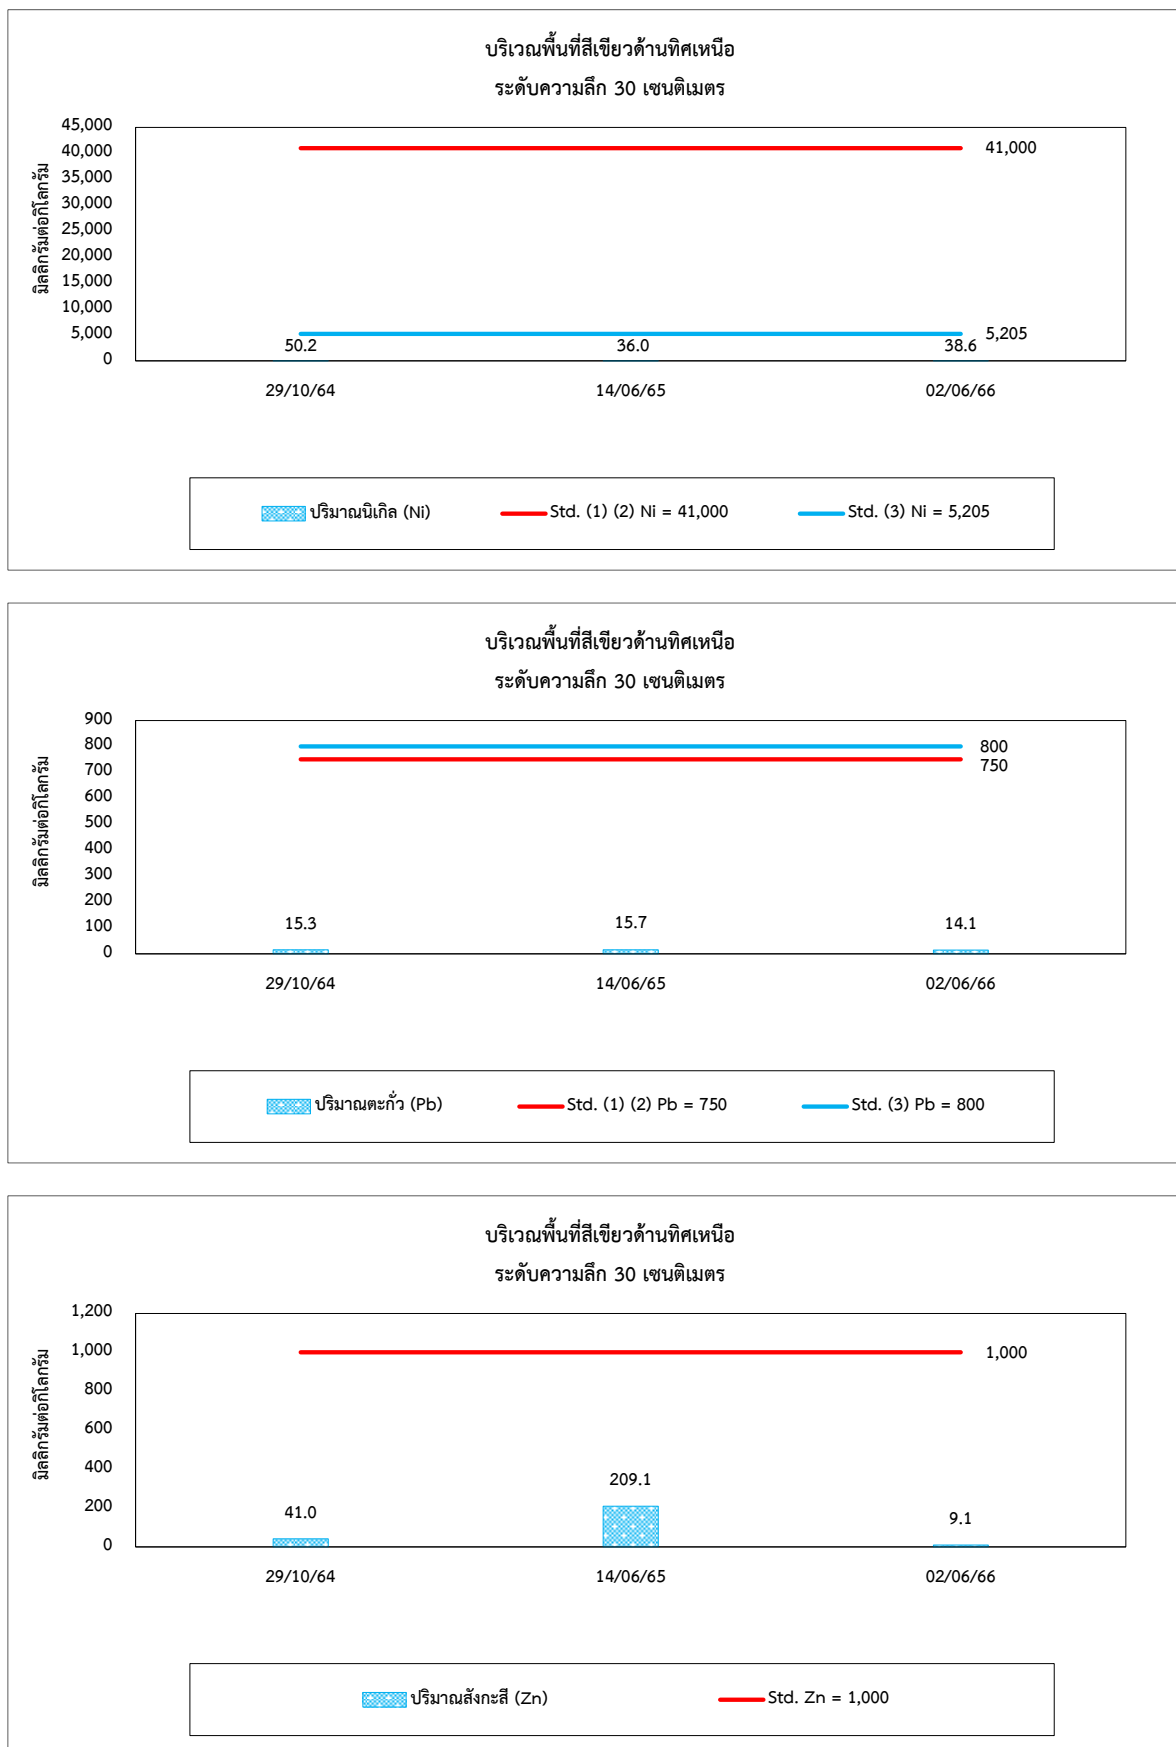 บริเวณพื้นที่สีเขียวด้านทิศเหนือ
ระดับความลึก 30 เซนติเมตร
มิลลิกรัมต่อกิโลกรัม
45,000
40,000
35,000
30,000
25,000
20,000
15,000
10,000
5,000
0
41,000
5,205
50.2 36.0 38.6
29/10/64 14/06/65 02/06/66
ปริมาณนิเกิล (Ni) Std. (1) (2) Ni = 41,000 Std. (3) Ni = 5,205
บริเวณพื้นที่สีเขียวด้านทิศเหนือ
ระดับความลึก 30 เซนติเมตร
มิลลิกรัมต่อกิโลกรัม
900
800
700
600
500
400
300
200
100
0
800
750
15.3 15.7 14.1
29/10/64 14/06/65 02/06/66
ปริมาณตะกั่ว (Pb) Std. (1) (2) Pb = 750 Std. (3) Pb = 800
บริเวณพื้นที่สีเขียวด้านทิศเหนือ
ระดับความลึก 30 เซนติเมตร
มิลลิกรัมต่อกิโลกรัม
1,200
1,000
800
600
400
200
0
1,000
41.0 209.1 9.1
29/10/64 14/06/65 02/06/66
ปริมาณสังกะสี (Zn) Std. Zn = 1,000